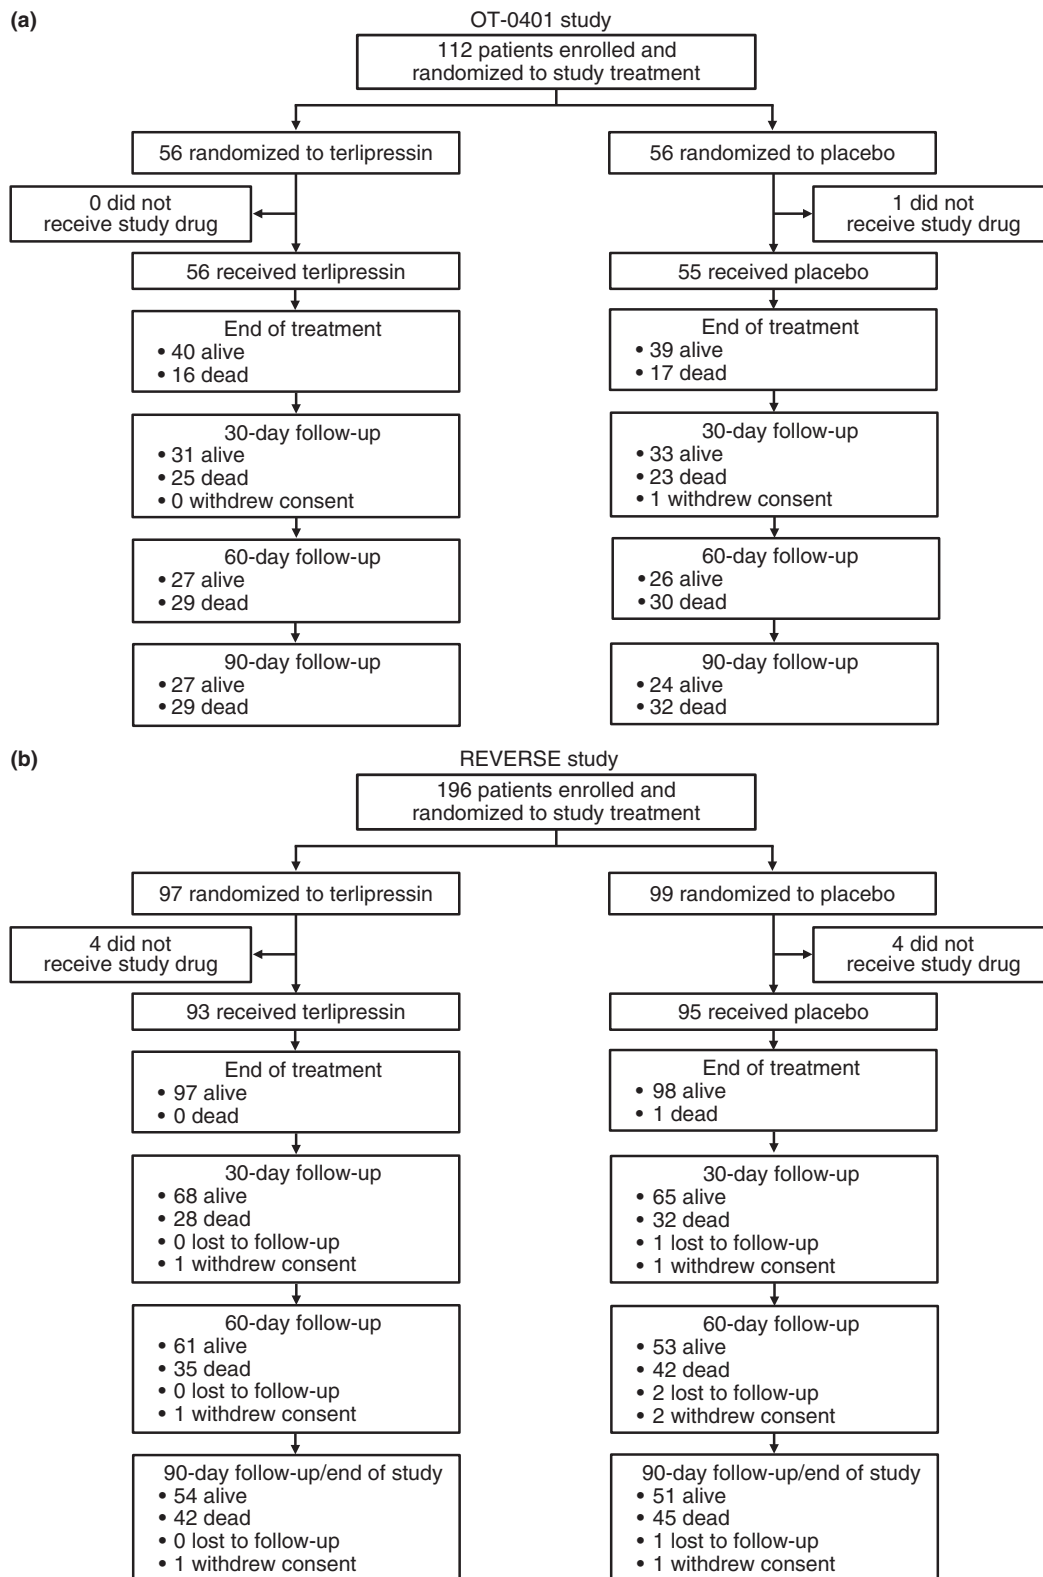 (a)
OT-0401 study
112 patients enrolled and
randomized to study treatment
56 randomized to terlipressin
56 randomized to placebo
0 did not
receive study drug
1 did not
receive study drug
56 received terlipressin
55 received placebo
End of treatment
• 40 alive
• 16 dead
End of treatment
• 39 alive
• 17 dead
30-day follow-up
• 31 alive
• 25 dead
• 0 withdrew consent
30-day follow-up
• 33 alive
• 23 dead
• 1 withdrew consent
60-day follow-up
• 27 alive
• 29 dead
60-day follow-up
• 26 alive
• 30 dead
90-day follow-up
• 27 alive
• 29 dead
90-day follow-up
• 24 alive
• 32 dead
(b)
REVERSE study
196 patients enrolled and
randomized to study treatment
97 randomized to terlipressin
99 randomized to placebo
4 did not
receive study drug
4 did not
receive study drug
93 received terlipressin
95 received placebo
End of treatment
• 97 alive
• 0 dead
End of treatment
• 98 alive
• 1 dead
30-day follow-up
• 68 alive
• 28 dead
• 0 lost to follow-up
• 1 withdrew consent
30-day follow-up
• 65 alive
• 32 dead
• 1 lost to follow-up
• 1 withdrew consent
60-day follow-up
• 61 alive
• 35 dead
• 0 lost to follow-up
• 1 withdrew consent
60-day follow-up
• 53 alive
• 42 dead
• 2 lost to follow-up
• 2 withdrew consent
90-day follow-up/end of study
• 54 alive
• 42 dead
• 0 lost to follow-up
• 1 withdrew consent
90-day follow-up/end of study
• 51 alive
• 45 dead
• 1 lost to follow-up
• 1 withdrew consent